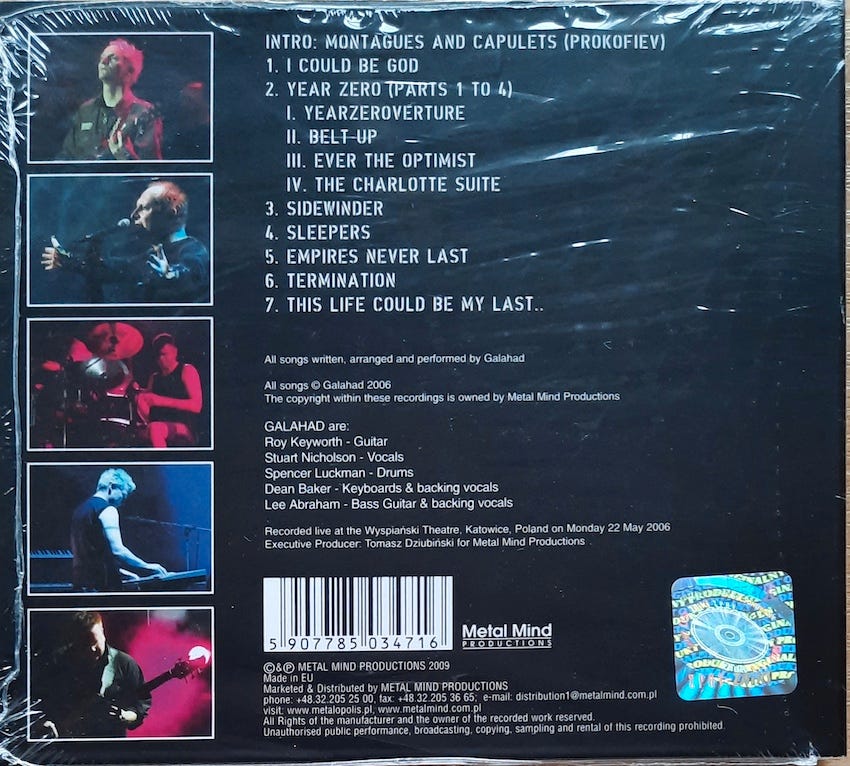 INTRO: MONTAGUES AND CAPULETS (PROKOFIEV)
1. I COULD BE GOD
2. YEAR ZERO (PARTS 1 TO 4)
I. YEARZEROVERTURE
II. BELT-UP
III. EVER THE OPTIMIST
IV. THE CHARLOTTE SUITE
3. SIDEWINDER
4. SLEEPERS
5. EMPIRES NEVER LAST
6. TERMINATION
7. THIS LIFE COULD BE MY LAST..
All songs written, arranged and performed by Galahad
All songs © Galahad 2006
The copyright within these recordings is owned by Metal Mind Productions
GALAHAD are:
Roy Keyworth - Guitar
Stuart Nicholson - Vocals
Spencer Luckman - Drums
Dean Baker - Keyboards & backing vocals
Lee Abraham - Bass Guitar & backing vocals
Recorded live at the Wyspiański Theatre, Katowice, Poland on Monday 22 May 2006
Executive Producer: Tomasz Dziubiński for Metal Mind Productions .
5 907785 034716
Metal Mind
PRODUCTIONS
©&℗ METAL MIND PRODUCTIONS 2009
Made in EU
Marketed & Distributed by METAL MIND PRODUCTIONS
phone: +48.32.205 25 00, fax: +48.32.205 36 65; e-mail: distribution1@metalmind.com.pl
visit: www.metalopolis.pl, www.metalmind.com.pl
All Rights of the manufacturer and the owner of the recorded work reserved.
Unauthorised public performance, broadcasting, copying, sampling and rental of this recording prohibited.